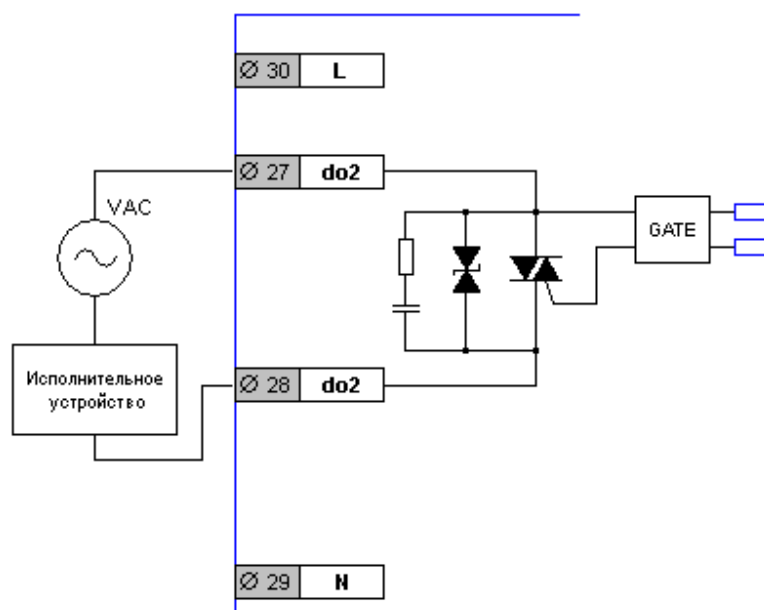 Ø 30 L
Ø 27 do2
VAC
GATE
Исполнительное
устройство
Ø 28 do2
Ø 29 N